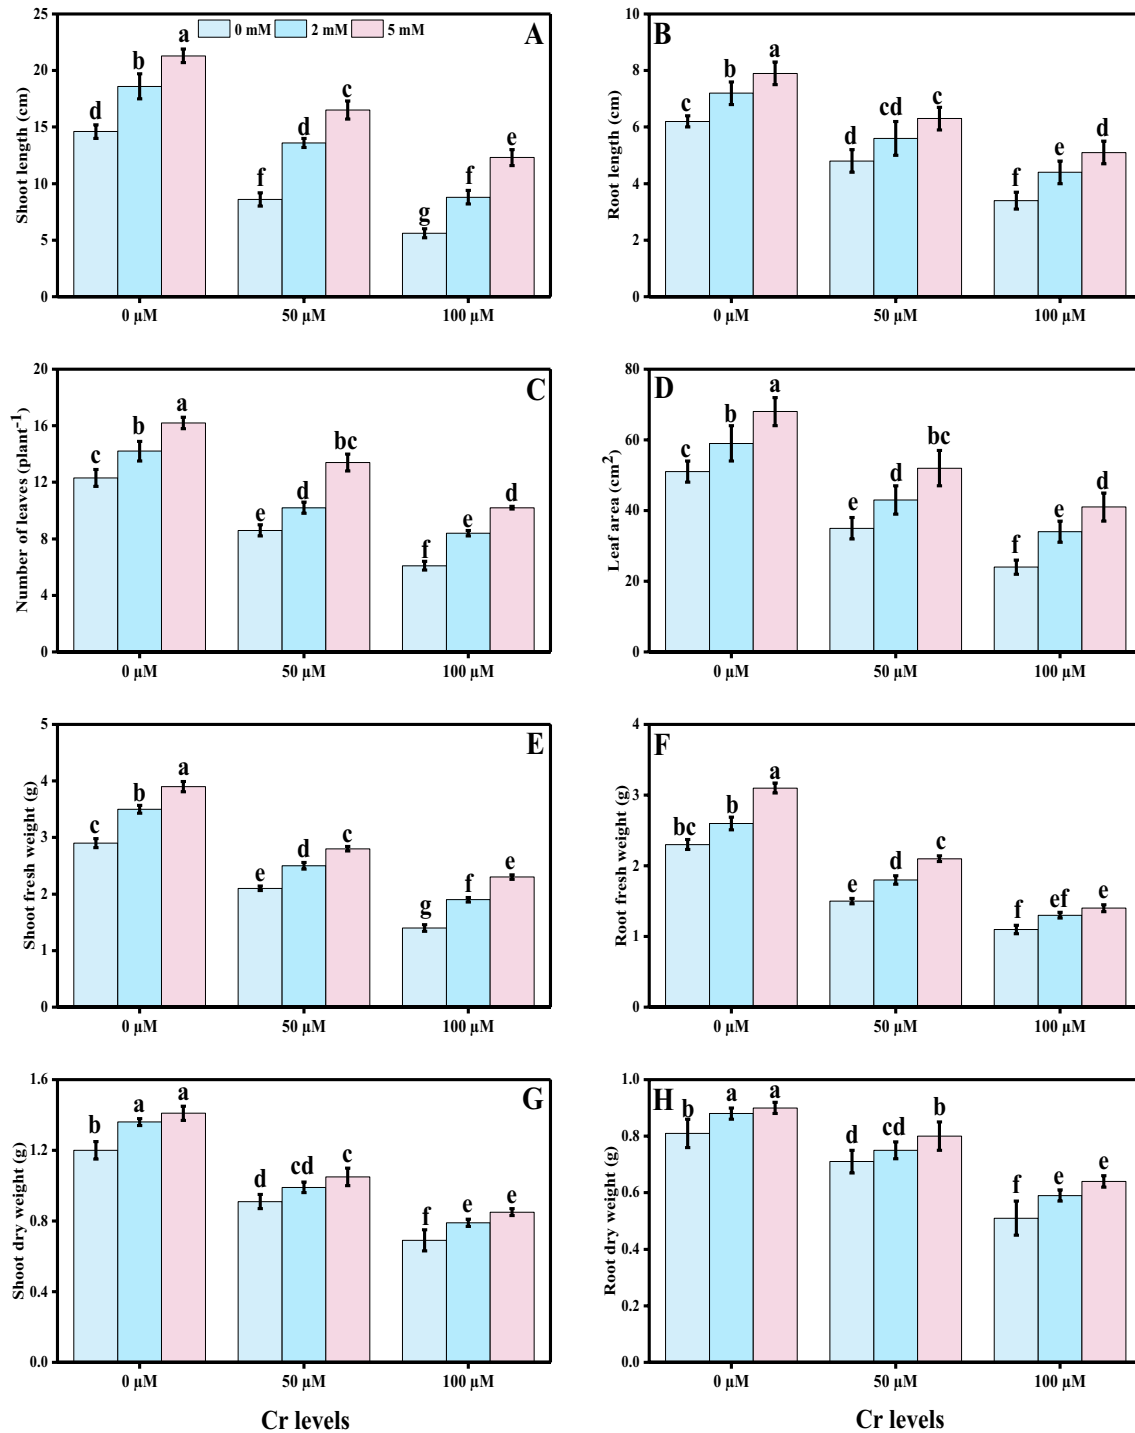 25
20
15
10
5
0
Shoot length (cm)
0 mM 2 mM 5 mM
A
d b a
f d c
g f e
0 µM 50 µM 100 µM
10
8
6
4
2
0
Root length (cm)
B
c b a
d cd c
f e d
0 µM 50 µM 100 µM
20
16
12
8
4
0
Number of leaves (plant⁻¹)
C
c b a
e d bc
f e d
0 µM 50 µM 100 µM
80
60
40
20
0
Leaf area (cm²)
D
c b a
e d bc
f e d
0 µM 50 µM 100 µM
5
4
3
2
1
0
Shoot fresh weight (g)
E
c b a
e d c
g f e
0 µM 50 µM 100 µM
4
3
2
1
0
Root fresh weight (g)
F
bc b a
e d c
f ef e
0 µM 50 µM 100 µM
1.6
1.2
0.8
0.4
0.0
Shoot dry weight (g)
G
b a a
d cd c
f e e
0 µM 50 µM 100 µM
Cr levels
1.0
0.8
0.6
0.4
0.2
0.0
Root dry weight (g)
H
b a a
d cd b
f e e
0 µM 50 µM 100 µM
Cr levels